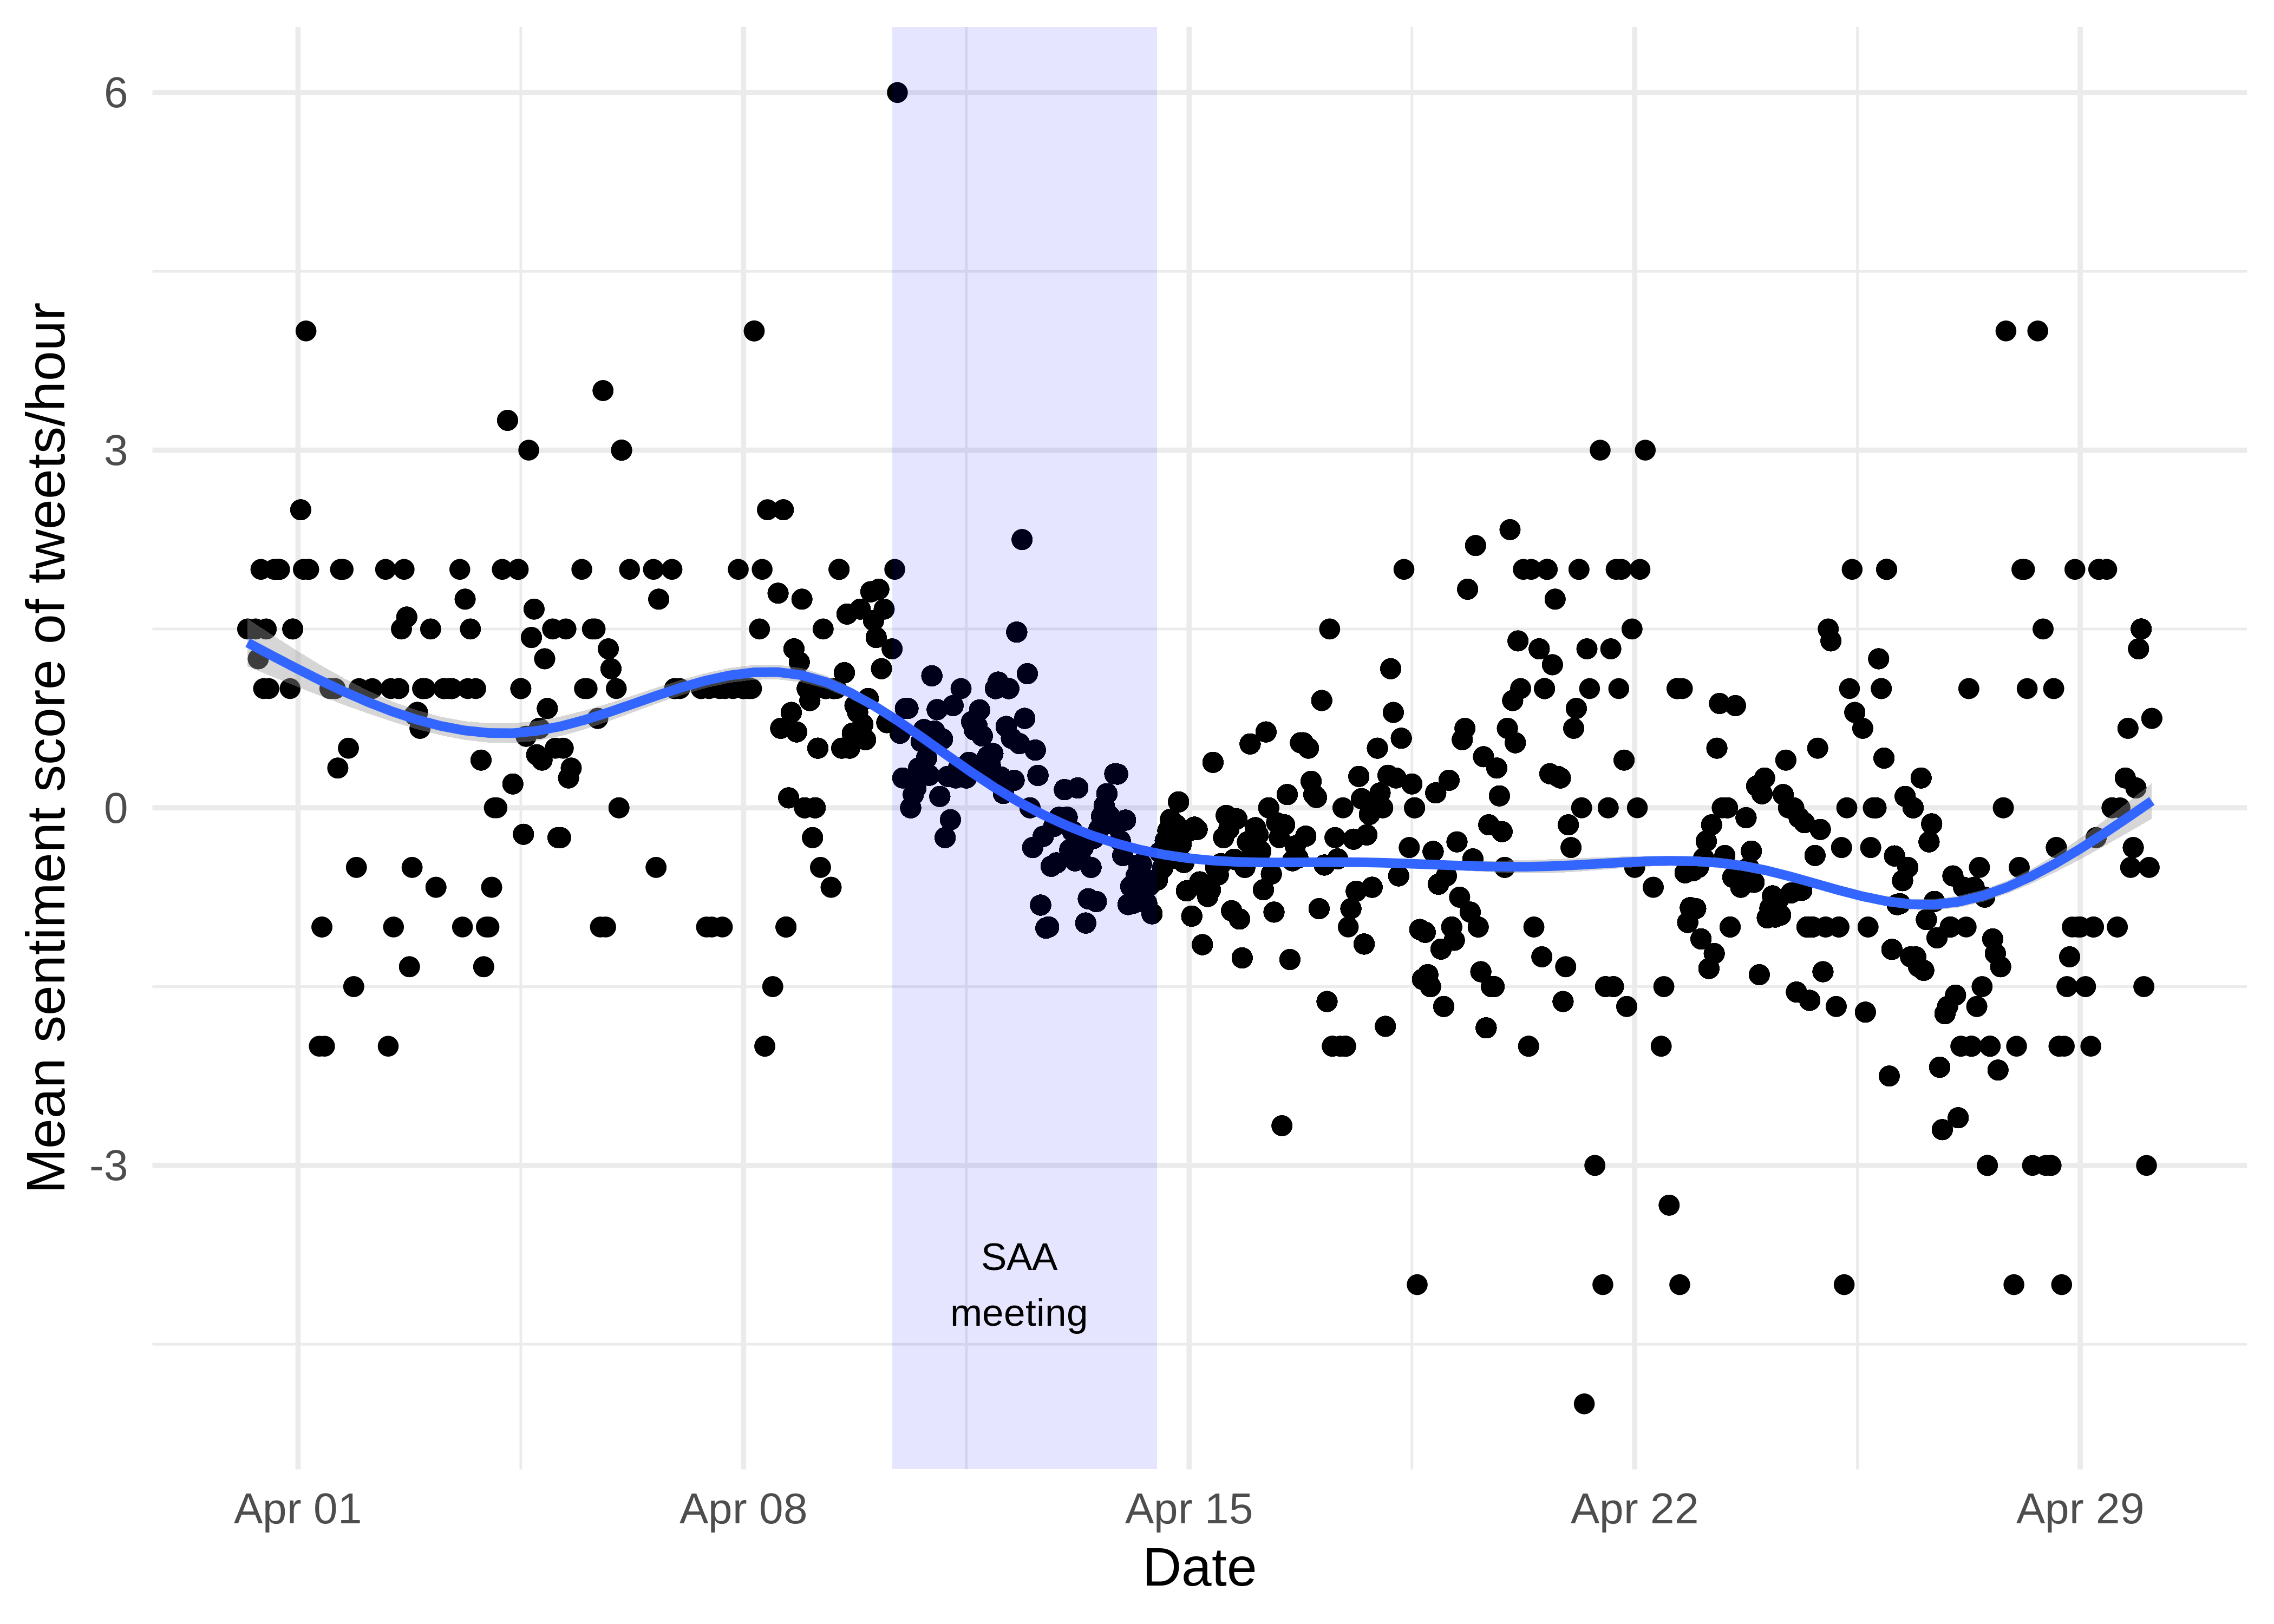 Mean sentiment score of tweets/hour
6
3
0
-3
SAA
meeting
Apr 01
Apr 08
Apr 15
Apr 22
Apr 29
Date